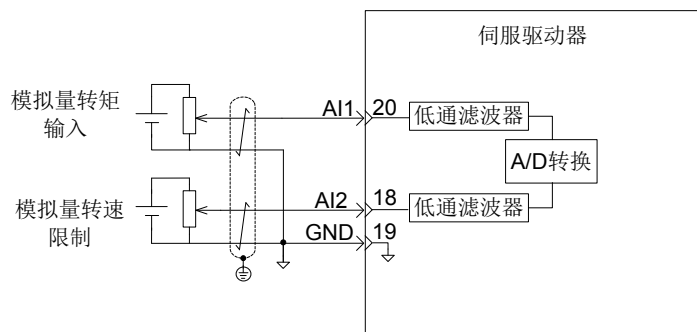 伺服驱动器
模拟量转矩
输入
AI1 20 低通滤波器
A/D转换
模拟量转速
限制
AI2 18 低通滤波器
GND 19